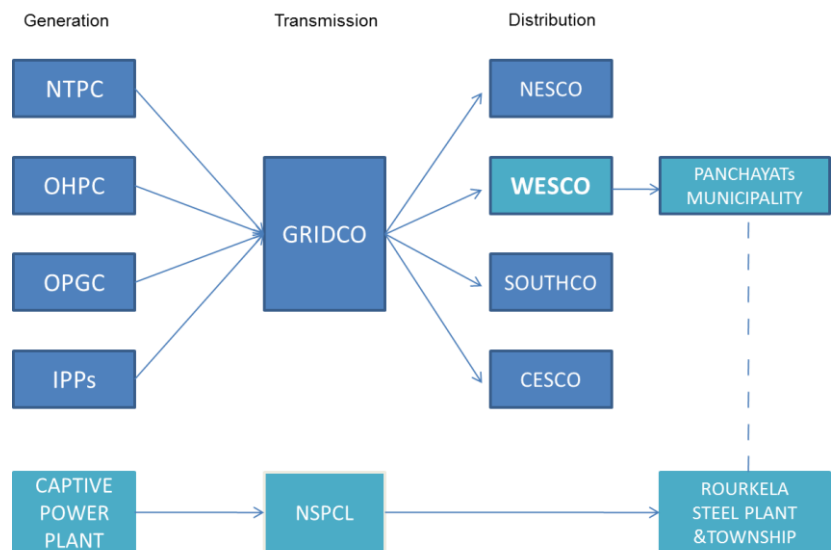 Generation
Transmission
Distribution
NTPC
OHPC
OPGC
IPPs
GRIDCO
NESCO
WESCO
SOUTHCO
CESCO
PANCHAYATs
MUNICIPALITY
CAPTIVE
POWER
PLANT
NSPCL
ROURKELA
STEEL PLANT
&TOWNSHIP